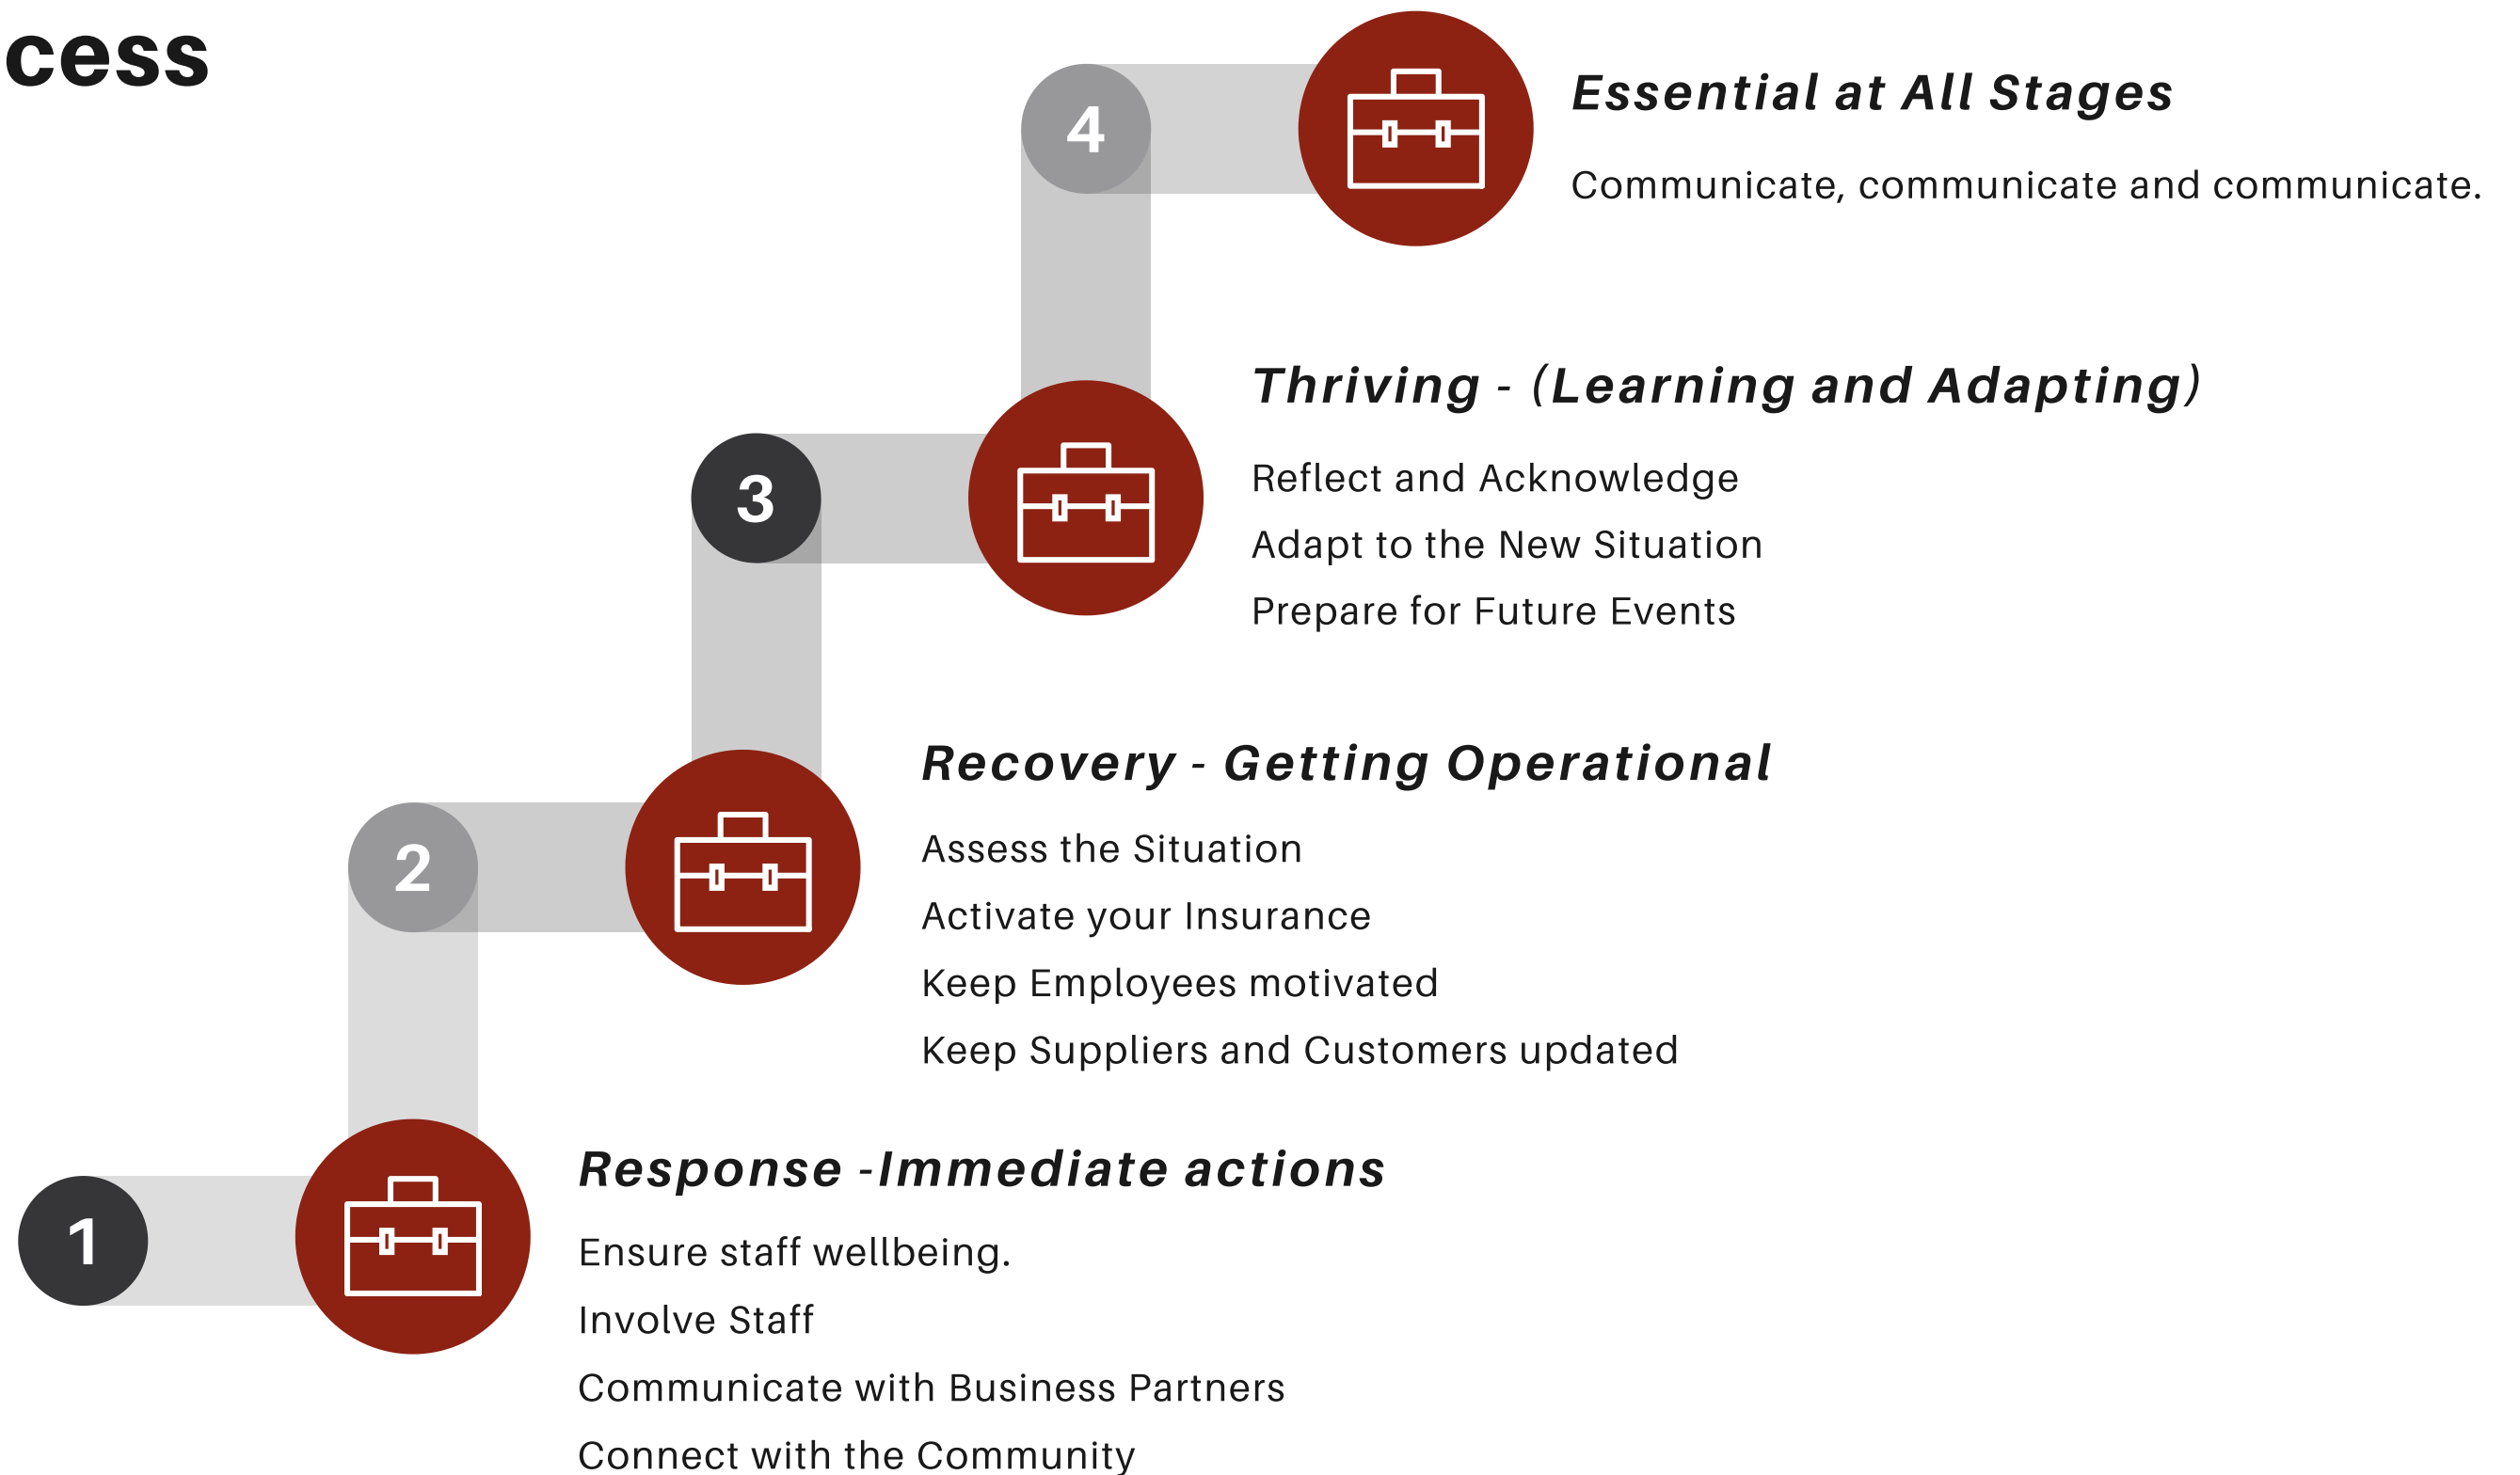 cess
4
Essential at All Stages
Communicate, communicate and communicate.
3
Thriving - (Learning and Adapting)
Reflect and Acknowledge
Adapt to the New Situation
Prepare for Future Events
2
Recovery - Getting Operational
Assess the Situation
Activate your Insurance
Keep Employees motivated
Keep Suppliers and Customers updated
1
Response -Immediate actions
Ensure staff wellbeing.
Involve Staff
Communicate with Business Partners
Connect with the Community